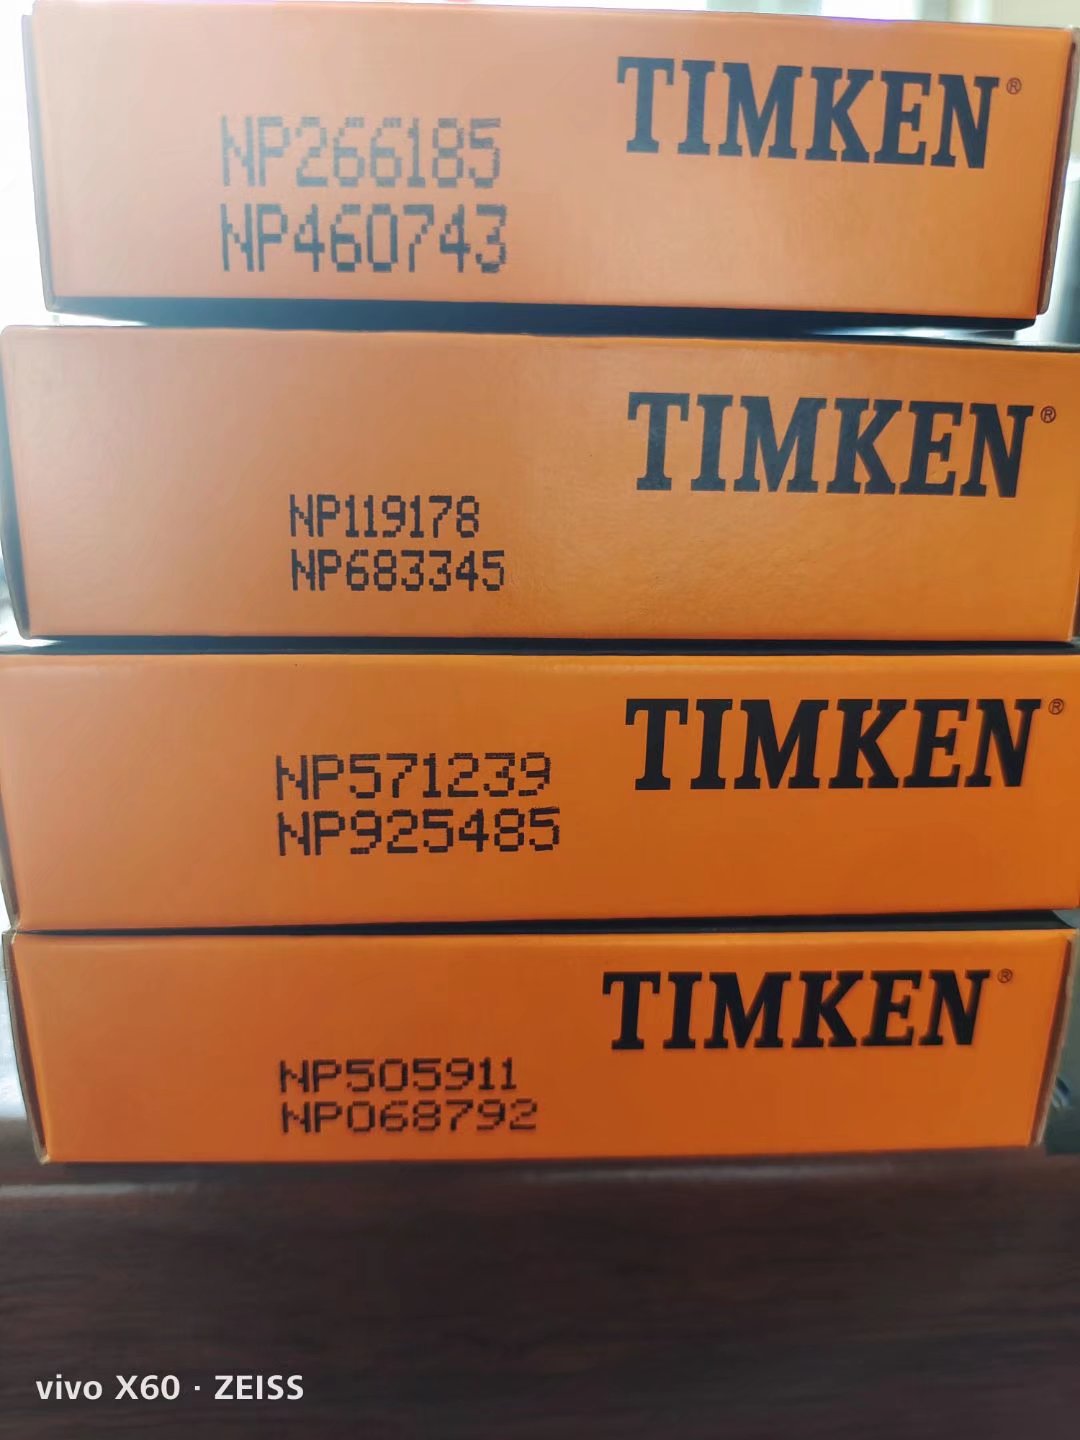 TIMKEN®
NP266185
NP460743
TIMKEN®
NP119178
NP683345
TIMKEN®
NP571239
NP925485
TIMKEN®
NP505911
NP068792
vivo X60 · ZEISS